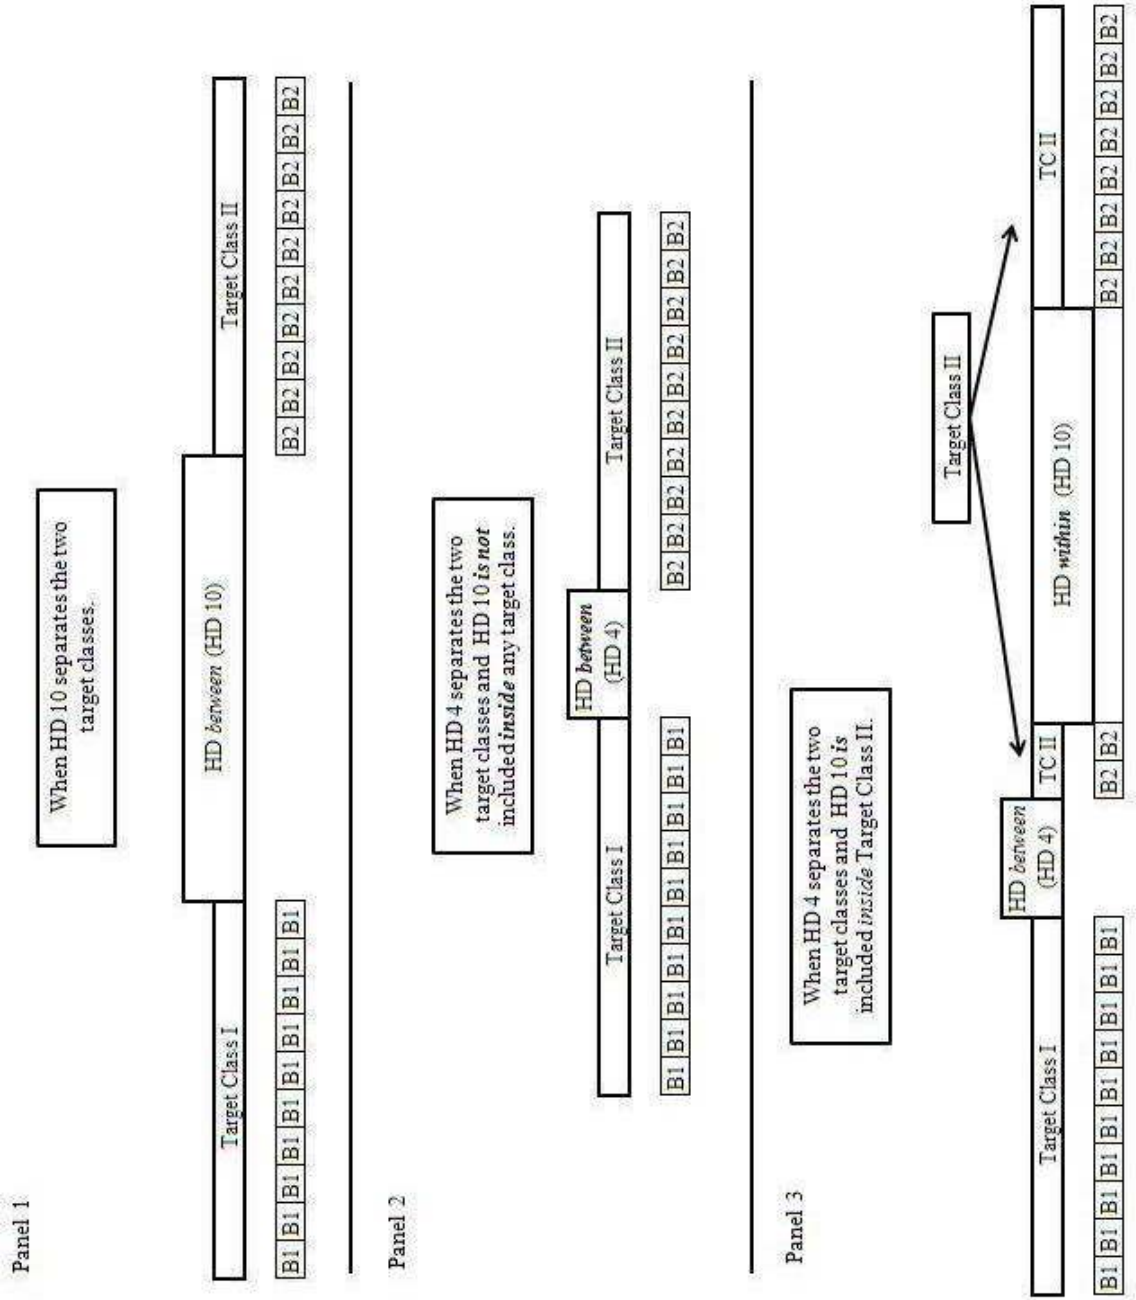 Panel 1
When HD 10 separates the two
target classes.
HD between (HD 10)
Target Class I
Target Class II
B1 B1 B1 B1 B1 B1 B1 B1 B1 B1
B2 B2 B2 B2 B2 B2 B2 B2 B2 B2
Panel 2
When HD 4 separates the two
target classes and HD 10 is not
included inside any target class.
HD between
(HD 4)
Target Class I
Target Class II
B1 B1 B1 B1 B1 B1 B1 B1 B1 B1
B2 B2 B2 B2 B2 B2 B2 B2 B2 B2
Panel 3
When HD 4 separates the two
target classes and HD 10 is
included inside Target Class II.
Target Class II
HD between
(HD 4)
Target Class I
TC II
HD within (HD 10)
TC II
B1 B1 B1 B1 B1 B1 B1 B1 B1 B1
B2 B2
B2 B2 B2 B2 B2 B2 B2 B2